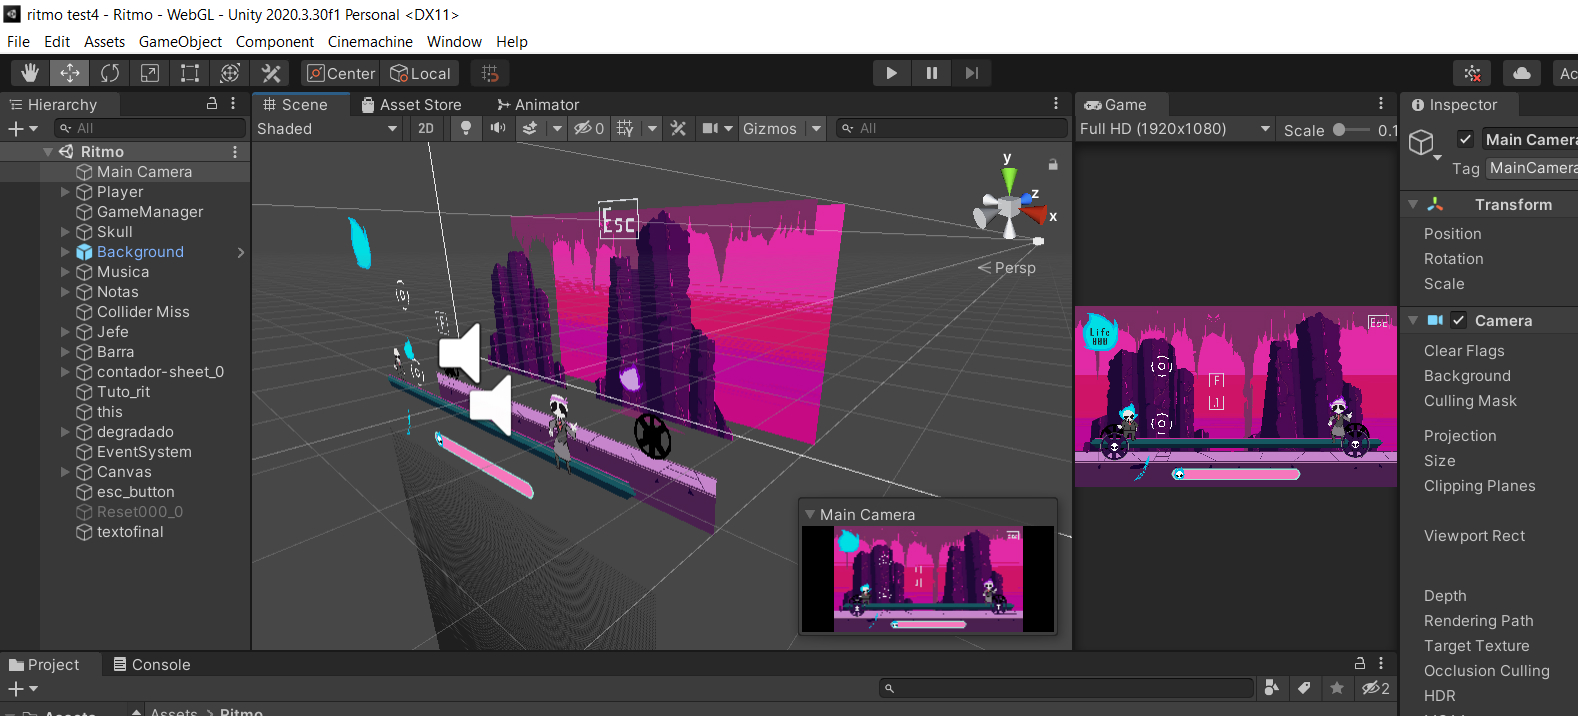 ritmo test4 - Ritmo - WebGL - Unity 2020.3.30f1 Personal <DX11>
File Edit Assets GameObject Component Cinemachine Window Help
Center Local
Hierarchy
All
Ritmo
Main Camera
Player
GameManager
Skull
Background
Musica
Notas
Collider Miss
Jefe
Barra
contador-sheet_0
Tuto_rit
this
degradado
EventSystem
Canvas
esc_button
Reset000_0
textofinal
Scene Asset Store Animator
Shaded 2D 0 Gizmos All
Esc
y
z
x
Persp
Main Camera
Game
Full HD (1920x1080) Scale 0.1
Life
Esc
F
J
Inspector
Main Camera
Tag MainCamera
Transform
Position
Rotation
Scale
Camera
Clear Flags
Background
Culling Mask
Projection
Size
Clipping Planes
Viewport Rect
Depth
Rendering Path
Target Texture
Occlusion Culling
HDR
Project Console
2
Assets
Assets > Ritmo